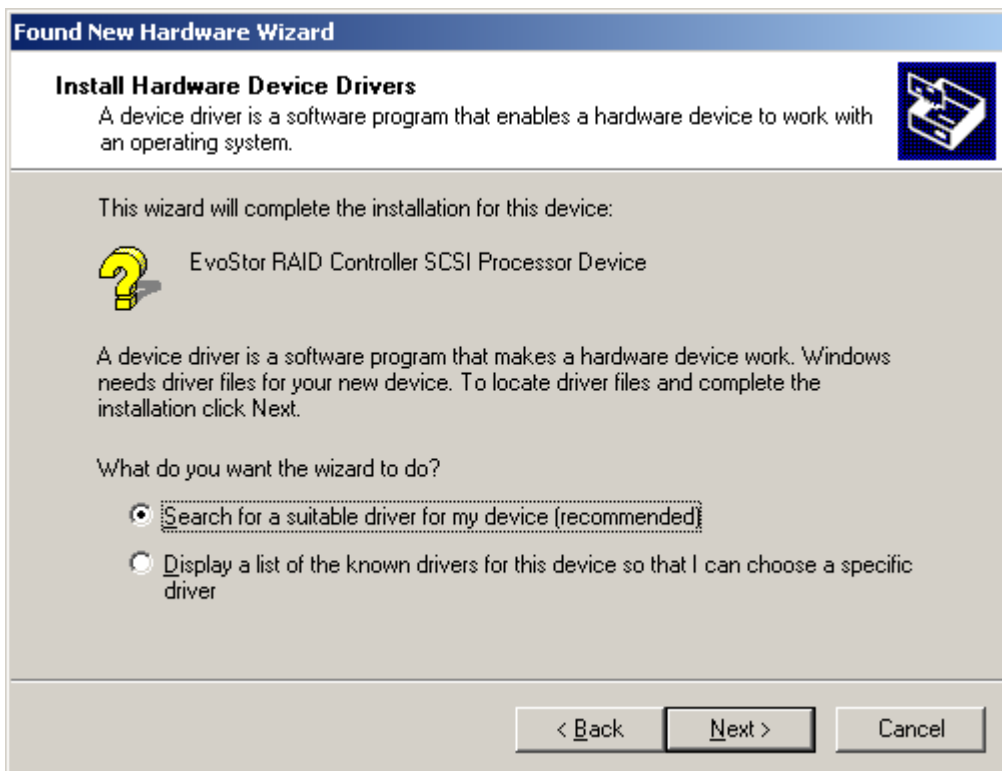 Found New Hardware Wizard
Install Hardware Device Drivers
A device driver is a software program that enables a hardware device to work with
an operating system.
This wizard will complete the installation for this device:
EvoStor RAID Controller SCSI Processor Device
A device driver is a software program that makes a hardware device work. Windows
needs driver files for your new device. To locate driver files and complete the
installation click Next.
What do you want the wizard to do?
Search for a suitable driver for my device (recommended)
Display a list of the known drivers for this device so that I can choose a specific
driver
< Back Next > Cancel